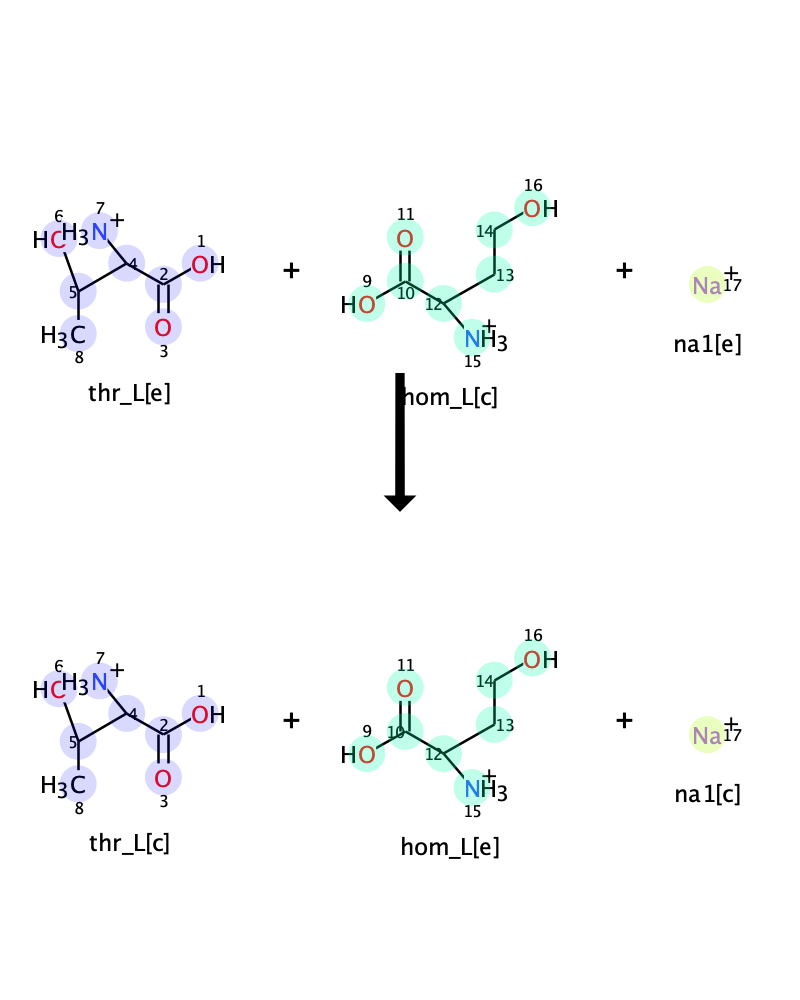 6 HO H3N 7 + 4 2 1 OH 5 H3C 8 O 3
+
11 O 9 HO 10 12 14 16 OH 13 + NH3 15
+
Na + 17
thr_L[e]
hom_L[c]
na1[e]
6 HO H3N 7 + 4 2 1 OH 5 H3C 8 O 3
+
11 O 9 HO 10 12 14 16 OH 13 + NH3 15
+
Na + 17
thr_L[c]
hom_L[e]
na1[c]